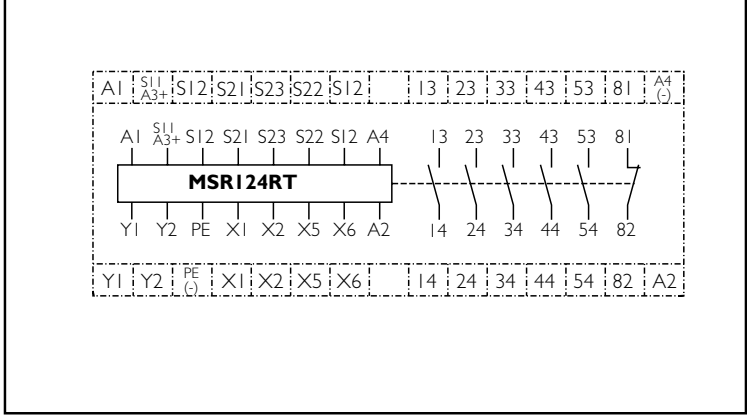 A1 S11 A3+ S12 S21 S23 S22 S12 13 23 33 43 53 81 A4 (-)
A1 S11 A3+ S12 S21 S23 S22 S12 A4 13 23 33 43 53 81
MSR124RT
Y1 Y2 PE X1 X2 X5 X6 A2 14 24 34 44 54 82
Y1 Y2 PE (-) X1 X2 X5 X6 14 24 34 44 54 82 A2